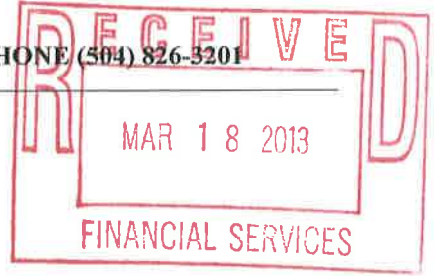 RECEIVED
HONE (504) 826-3201
MAR 18 2013
FINANCIAL SERVICES